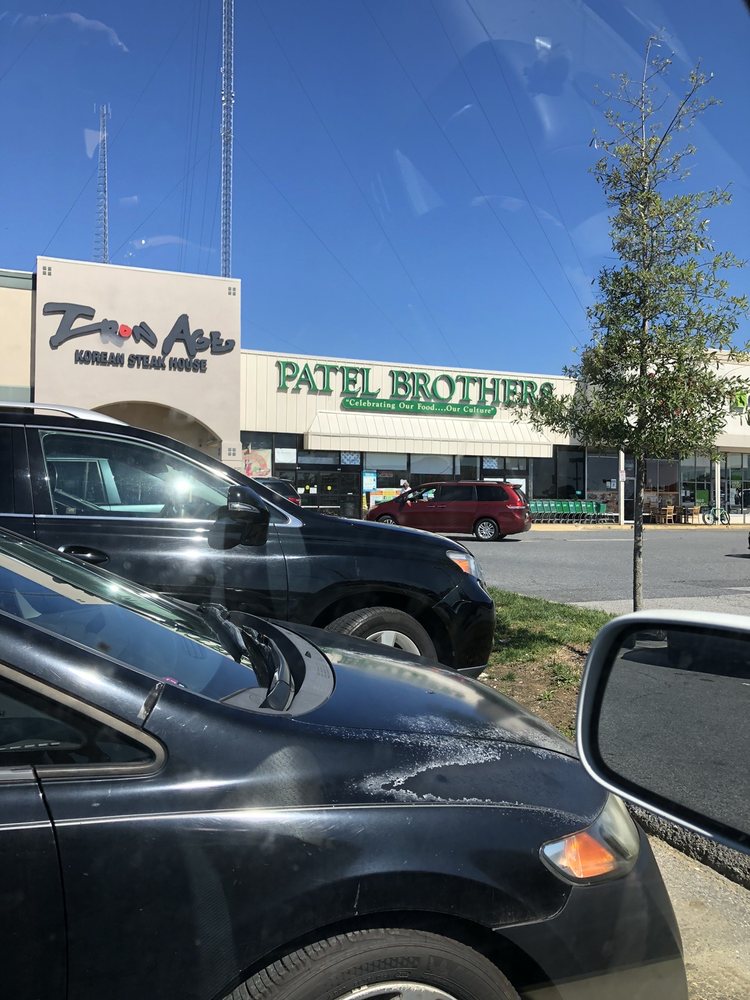 Iron Age
KOREAN STEAK HOUSE
PATEL BROTHERS
"Celebrating Our Food....Our Culture"